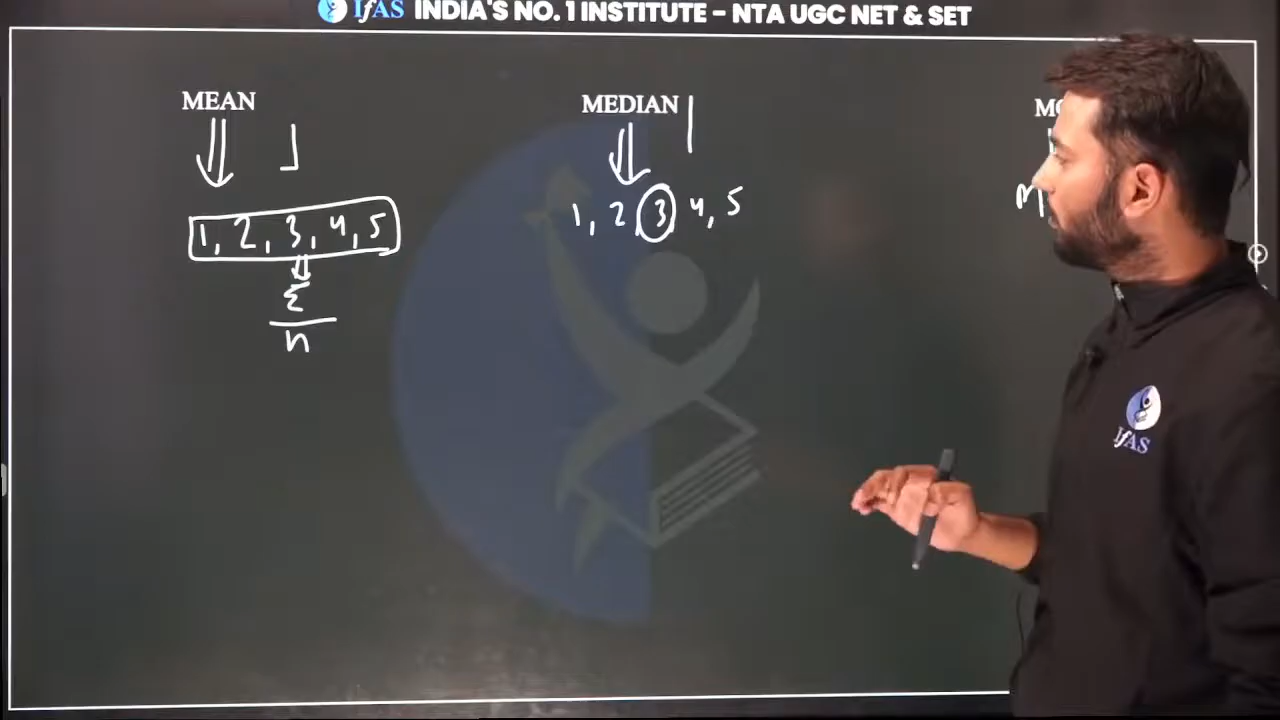 IfAS INDIA'S NO. 1 INSTITUTE – NTA UGC NET & SET
MEAN
1, 2, 3, 4, 5
Σ
n
MEDIAN
1, 2, 3, 4, 5
IfAS